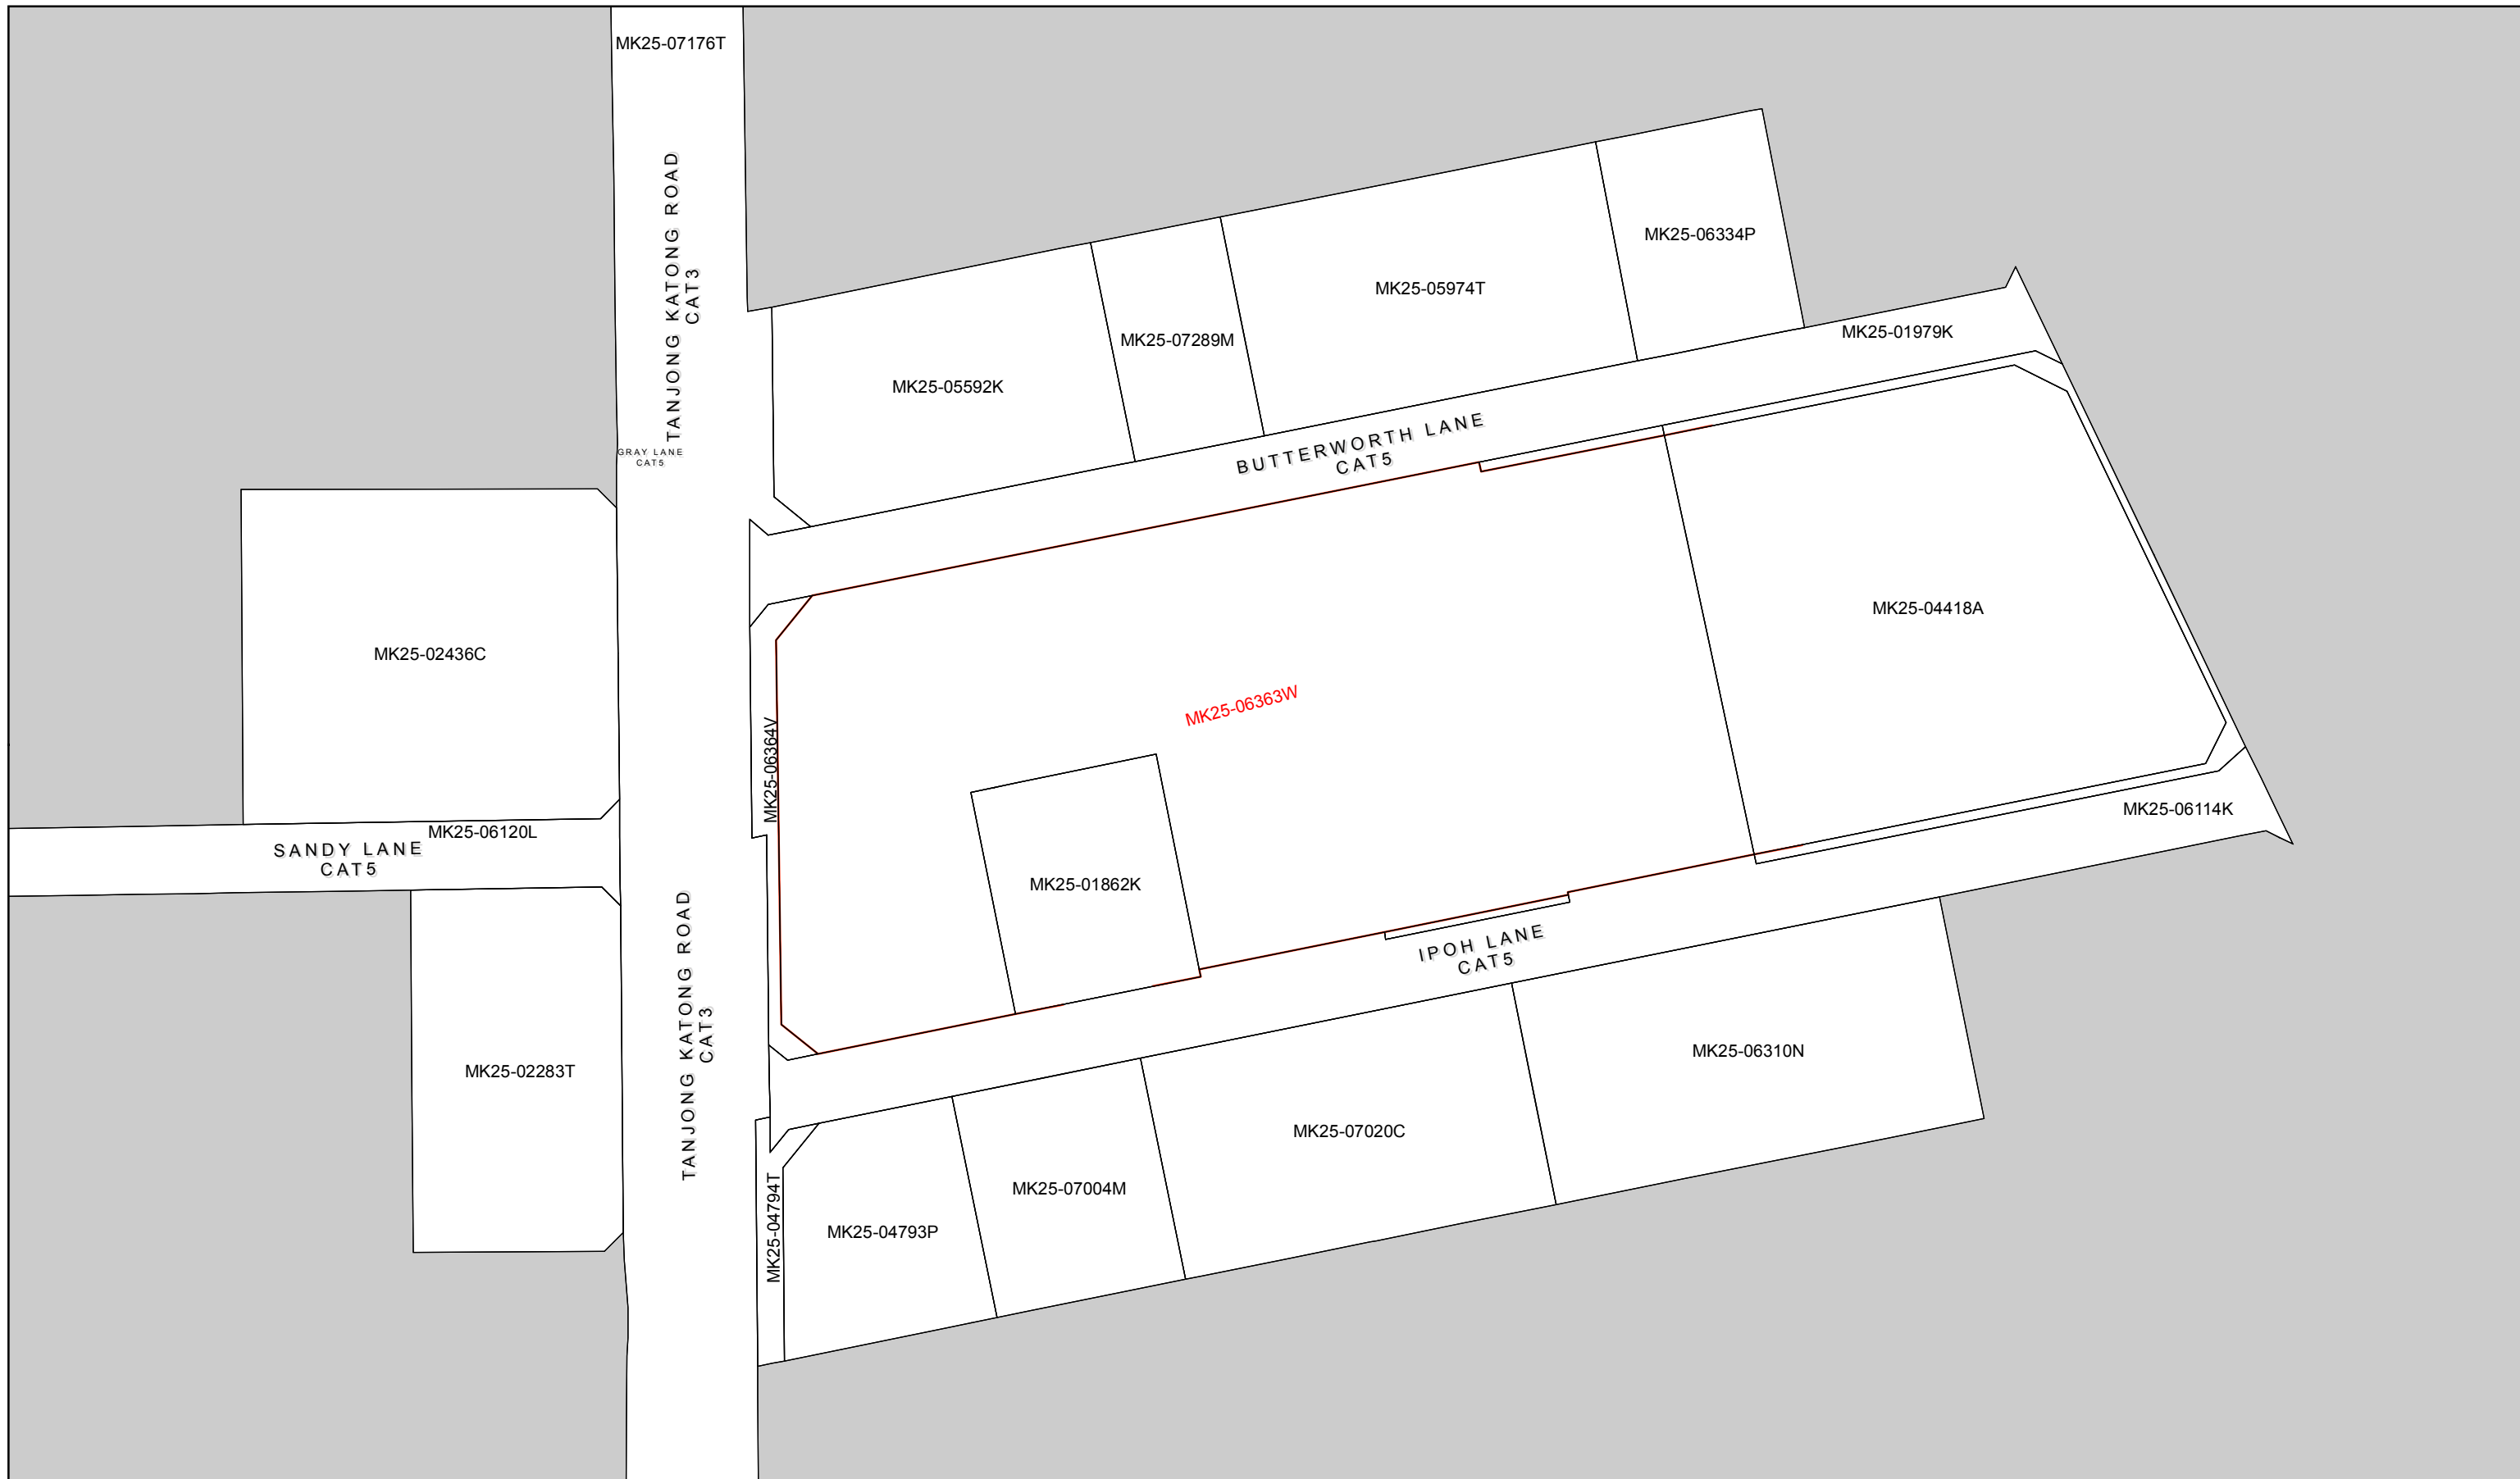 MK25-07176T
TANJONG KATONG ROAD
CAT3
MK25-06334P
MK25-05974T
MK25-01979K
MK25-07289M
MK25-05592K
BUTTERWORTH LANE
CAT5
GRAY LANE
CAT5
MK25-04418A
MK25-02436C
MK25-06363W
MK25-06364V
MK25-06114K
MK25-06120L
SANDY LANE
CAT5
MK25-01862K
IPOH LANE
CAT5
TANJONG KATONG ROAD
CAT3
MK25-06310N
MK25-02283T
MK25-07020C
MK25-07004M
MK25-04794T
MK25-04793P